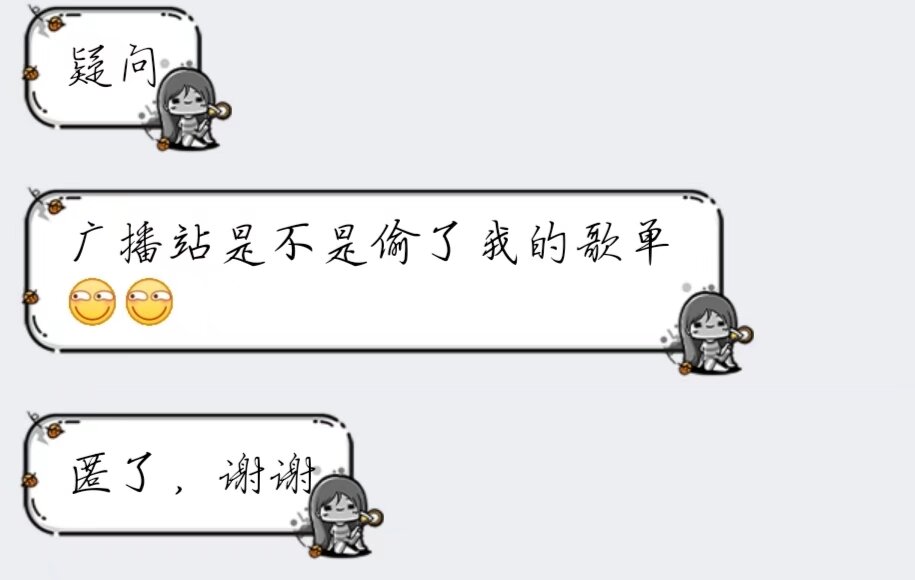 疑问
广播站是不是偷了我的歌单
匿了，谢谢